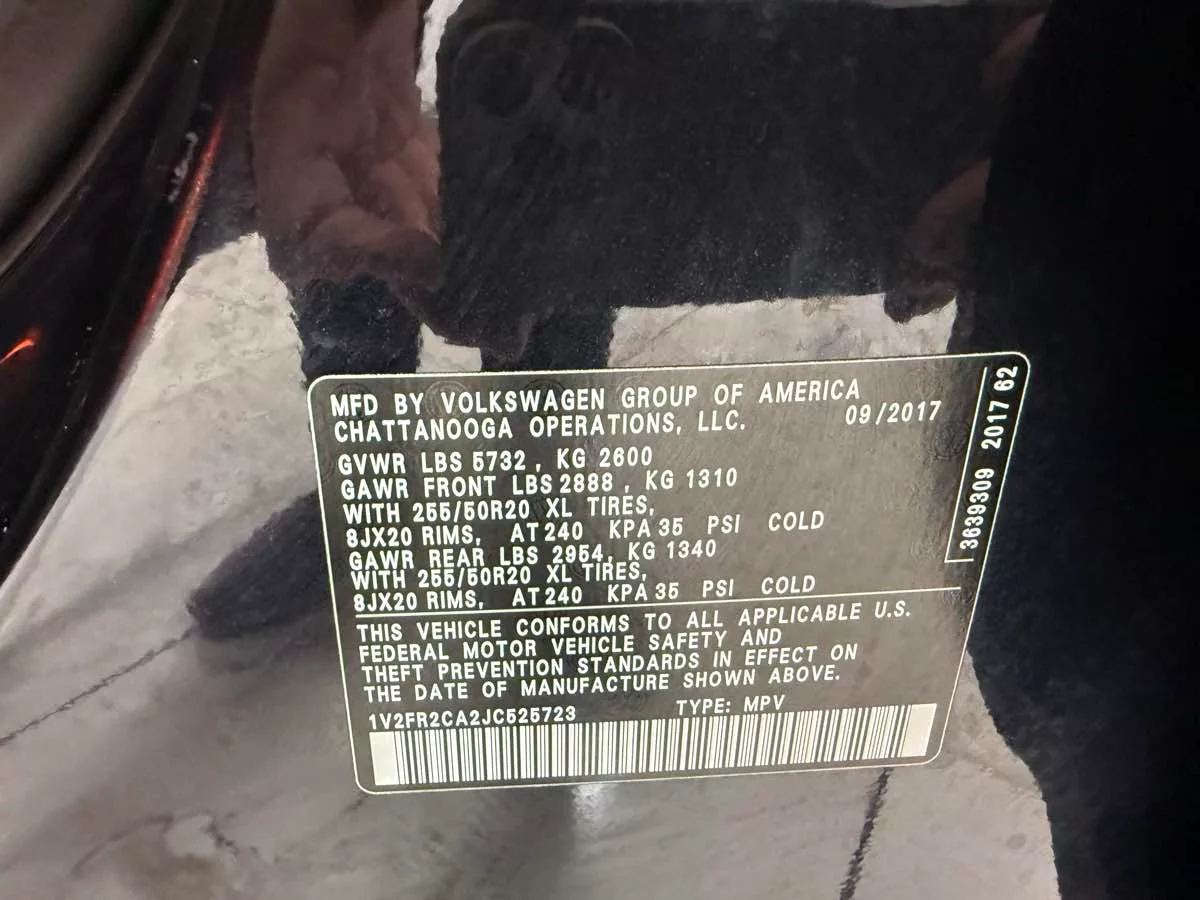 MFD BY VOLKSWAGEN GROUP OF AMERICA
CHATTANOOGA OPERATIONS, LLC. 09/2017
GVWR LBS 5732 , KG 2600
GAWR FRONT LBS 2888 , KG 1310
WITH 255/50R20 XL TIRES,
8JX20 RIMS, AT 240 KPA 35 PSI COLD
GAWR REAR LBS 2954, KG 1340
WITH 255/50R20 XL TIRES,
8JX20 RIMS, AT 240 KPA 35 PSI COLD
THIS VEHICLE CONFORMS TO ALL APPLICABLE U.S.
FEDERAL MOTOR VEHICLE SAFETY AND
THEFT PREVENTION STANDARDS IN EFFECT ON
THE DATE OF MANUFACTURE SHOWN ABOVE.
1V2FR2CA2JC525723 TYPE: MPV
3639309 2017 62